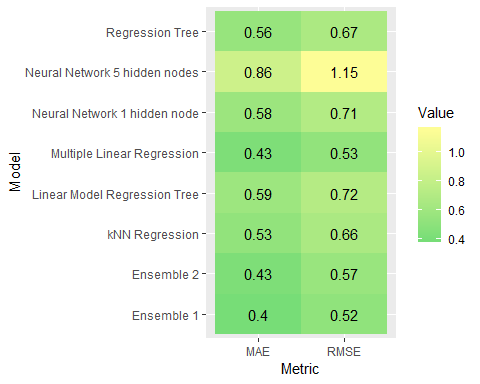 Regression Tree 0.56 0.67
Neural Network 5 hidden nodes 0.86 1.15
Neural Network 1 hidden node 0.58 0.71
Multiple Linear Regression 0.43 0.53
Linear Model Regression Tree 0.59 0.72
kNN Regression 0.53 0.66
Ensemble 2 0.43 0.57
Ensemble 1 0.4 0.52
MAE RMSE
Metric
Model
Value
1.0
0.8
0.6
0.4